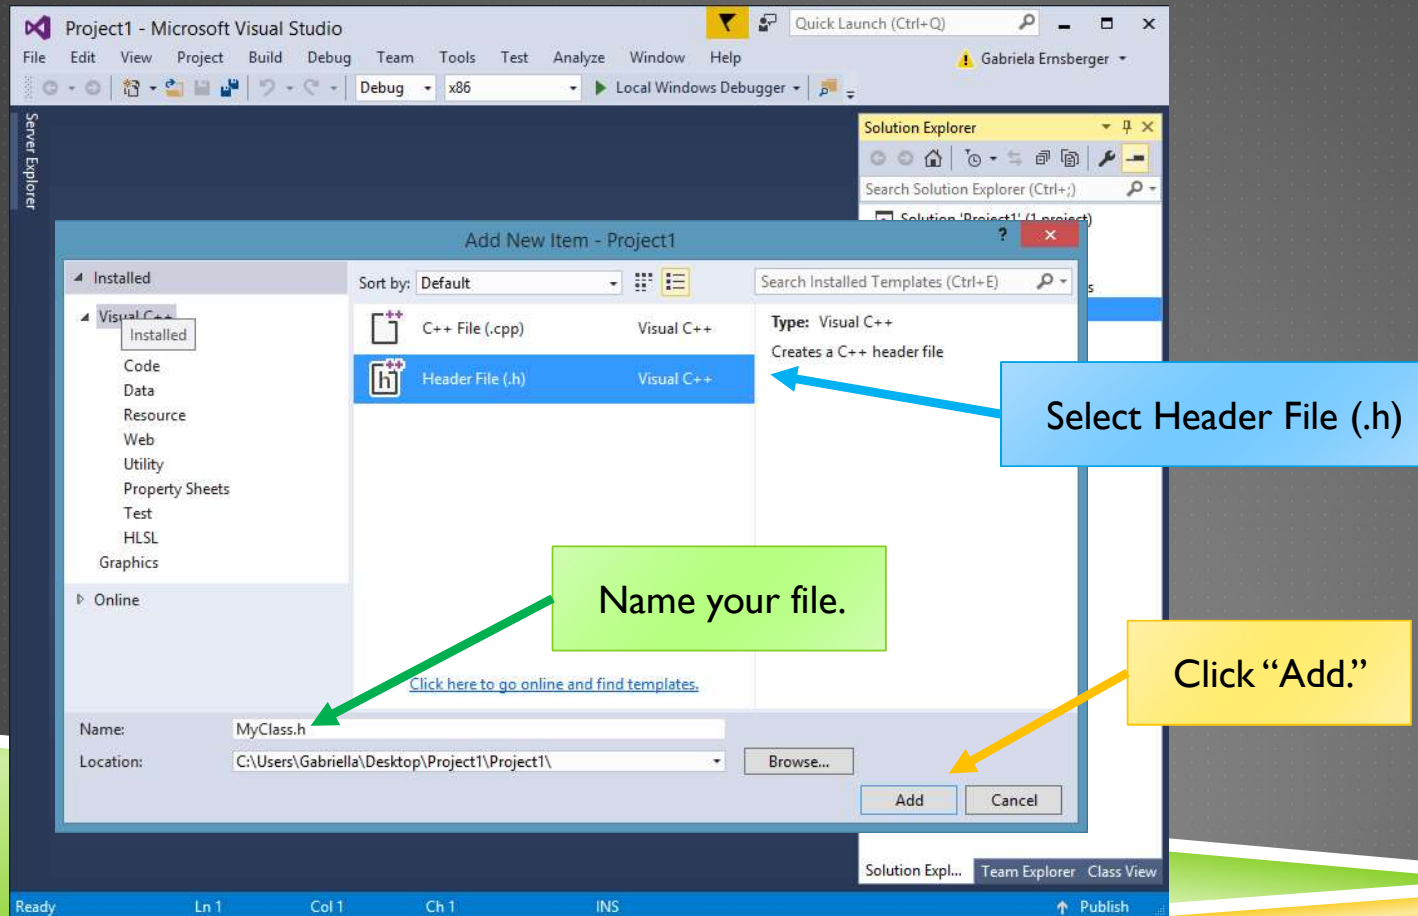 Project1 - Microsoft Visual Studio
Quick Launch (Ctrl+Q)
File Edit View Project Build Debug Team Tools Test Analyze Window Help
Gabriela Ernsberger
Debug x86 Local Windows Debugger
Server Explorer
Solution Explorer
Search Solution Explorer (Ctrl+;)
Solution 'Project1' (1 project)
Add New Item - Project1
?
Installed
Sort by: Default
Search Installed Templates (Ctrl+E)
s
Visual C++
Installed
Code
Data
Resource
Web
Utility
Property Sheets
Test
HLSL
Graphics
Online
C++ File (.cpp) Visual C++
Header File (.h) Visual C++
Type: Visual C++
Creates a C++ header file
Select Header File (.h)
Name your file.
Click “Add.”
Click here to go online and find templates.
Name: MyClass.h
Location: C:\Users\Gabriella\Desktop\Project1\Project1\
Browse...
Add Cancel
Solution Expl... Team Explorer Class View
Ready Ln 1 Col 1 Ch 1 INS Publish